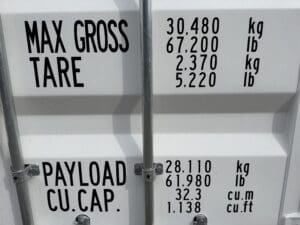 MAX GROSS 30.480 kg
67.200 lb
TARE 2.370 kg
5.220 lb
PAYLOAD 28.110 kg
61.980 lb
CU.CAP. 32.3 cu.m
1.138 cu.ft